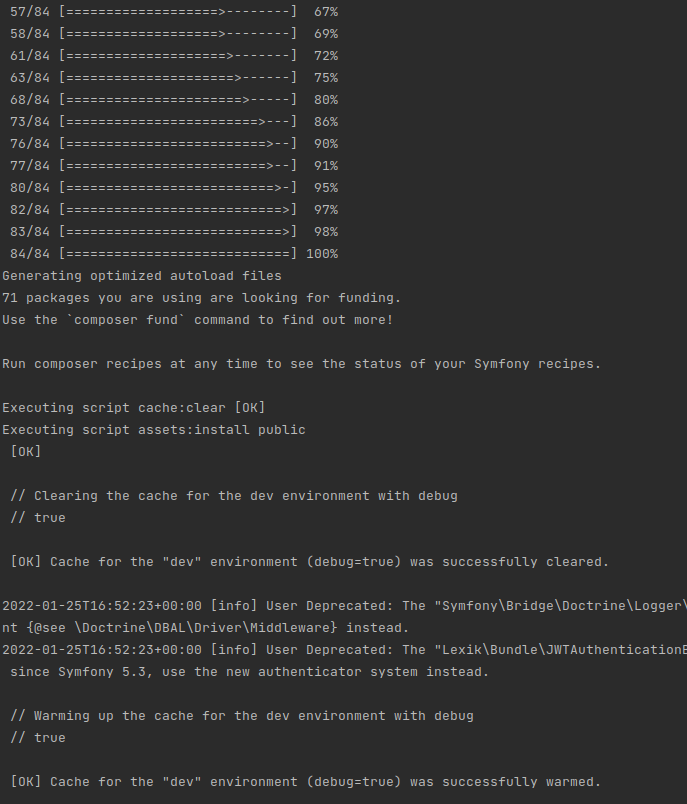 57/84 [===================>--------]  67%
58/84 [===================>--------]  69%
61/84 [====================>-------]  72%
63/84 [=====================>------]  75%
68/84 [======================>-----]  80%
73/84 [========================>---]  86%
76/84 [=========================>--]  90%
77/84 [=========================>--]  91%
80/84 [==========================>-]  95%
82/84 [===========================>]  97%
83/84 [===========================>]  98%
84/84 [============================] 100%
Generating optimized autoload files
71 packages you are using are looking for funding.
Use the `composer fund` command to find out more!
Run composer recipes at any time to see the status of your Symfony recipes.
Executing script cache:clear [OK]
Executing script assets:install public
[OK]
// Clearing the cache for the dev environment with debug
// true
[OK] Cache for the "dev" environment (debug=true) was successfully cleared.
2022-01-25T16:52:23+00:00 [info] User Deprecated: The "Symfony\Bridge\Doctrine\Logger\
nt {@see \Doctrine\DBAL\Driver\Middleware} instead.
2022-01-25T16:52:23+00:00 [info] User Deprecated: The "Lexik\Bundle\JWTAuthenticationB
since Symfony 5.3, use the new authenticator system instead.
// Warming up the cache for the dev environment with debug
// true
[OK] Cache for the "dev" environment (debug=true) was successfully warmed.